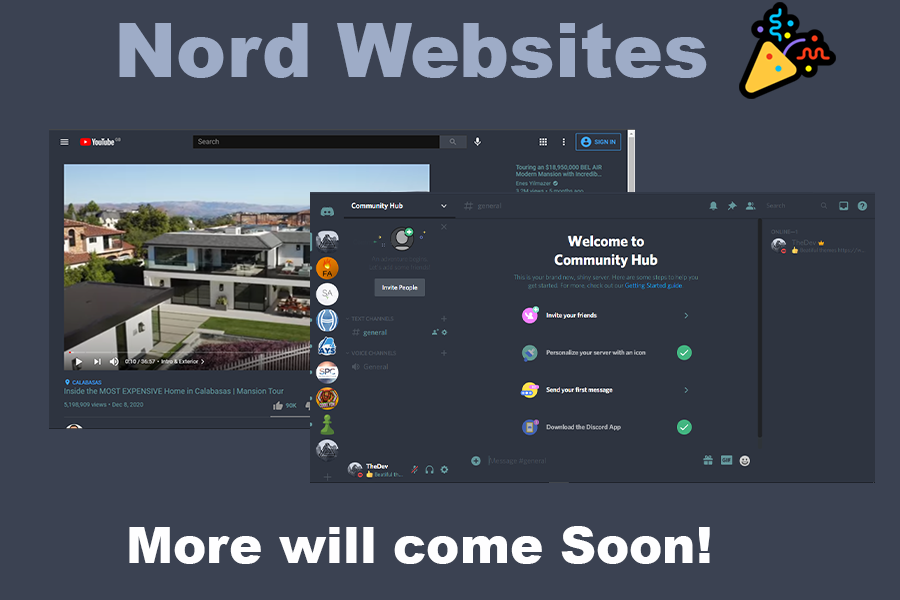 Nord Websites
YouTube GB
Search
SIGN IN
Touring an $18,950,000 BEL AIR
Modern Mansion with Incredib...
Enes Yilmazer
3.2M views • 5 months ago
0:10 / 36:57 • Intro & Exterior
CALABASAS
Inside the MOST EXPENSIVE Home in Calabasas | Mansion Tour
5,198,909 views • Dec 8, 2020
90K
Community Hub
general
Search
FA
SA
SPC
Invite People
TEXT CHANNELS
general
VOICE CHANNELS
General
TheDev
Welcome to
Community Hub
This is your brand new, shiny server. Here are some steps to help you
get started. For more, check out our Getting Started guide
Invite your friends
Personalize your server with an icon
Send your first message
Download the Discord App
Message #general
GIF
ONLINE—1
TheDev
More will come Soon!